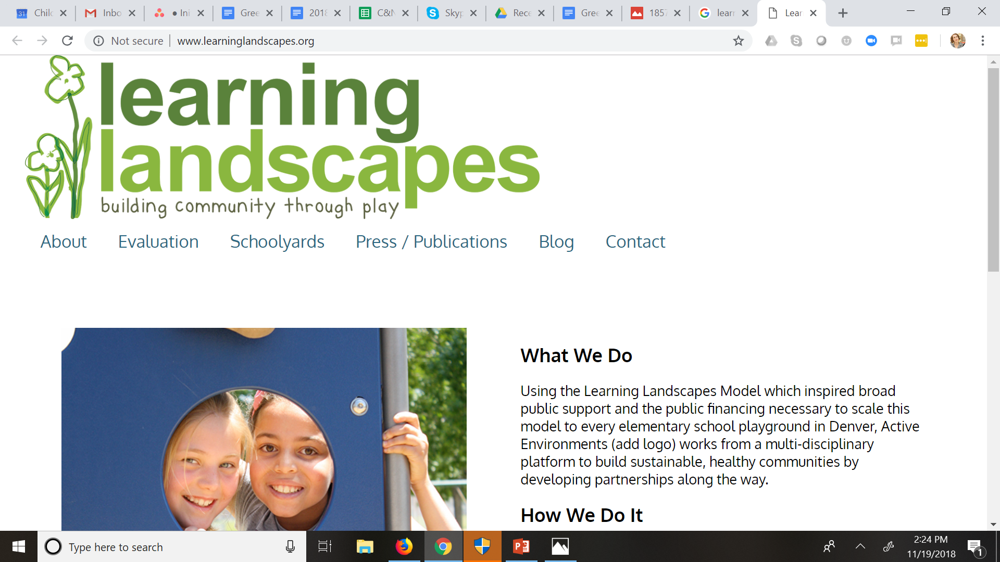 31 Chil Inbo • Ini Gree 2018 C&N Skyp Rece Gree 1857 learn Lear
Not secure www.learninglandscapes.org
learning
landscapes
building community through play
About Evaluation Schoolyards Press / Publications Blog Contact
What We Do
Using the Learning Landscapes Model which inspired broad
public support and the public financing necessary to scale this
model to every elementary school playground in Denver, Active
Environments (add logo) works from a multi-disciplinary
platform to build sustainable, healthy communities by
developing partnerships along the way.
How We Do It
Type here to search
2:24 PM
11/19/2018
1